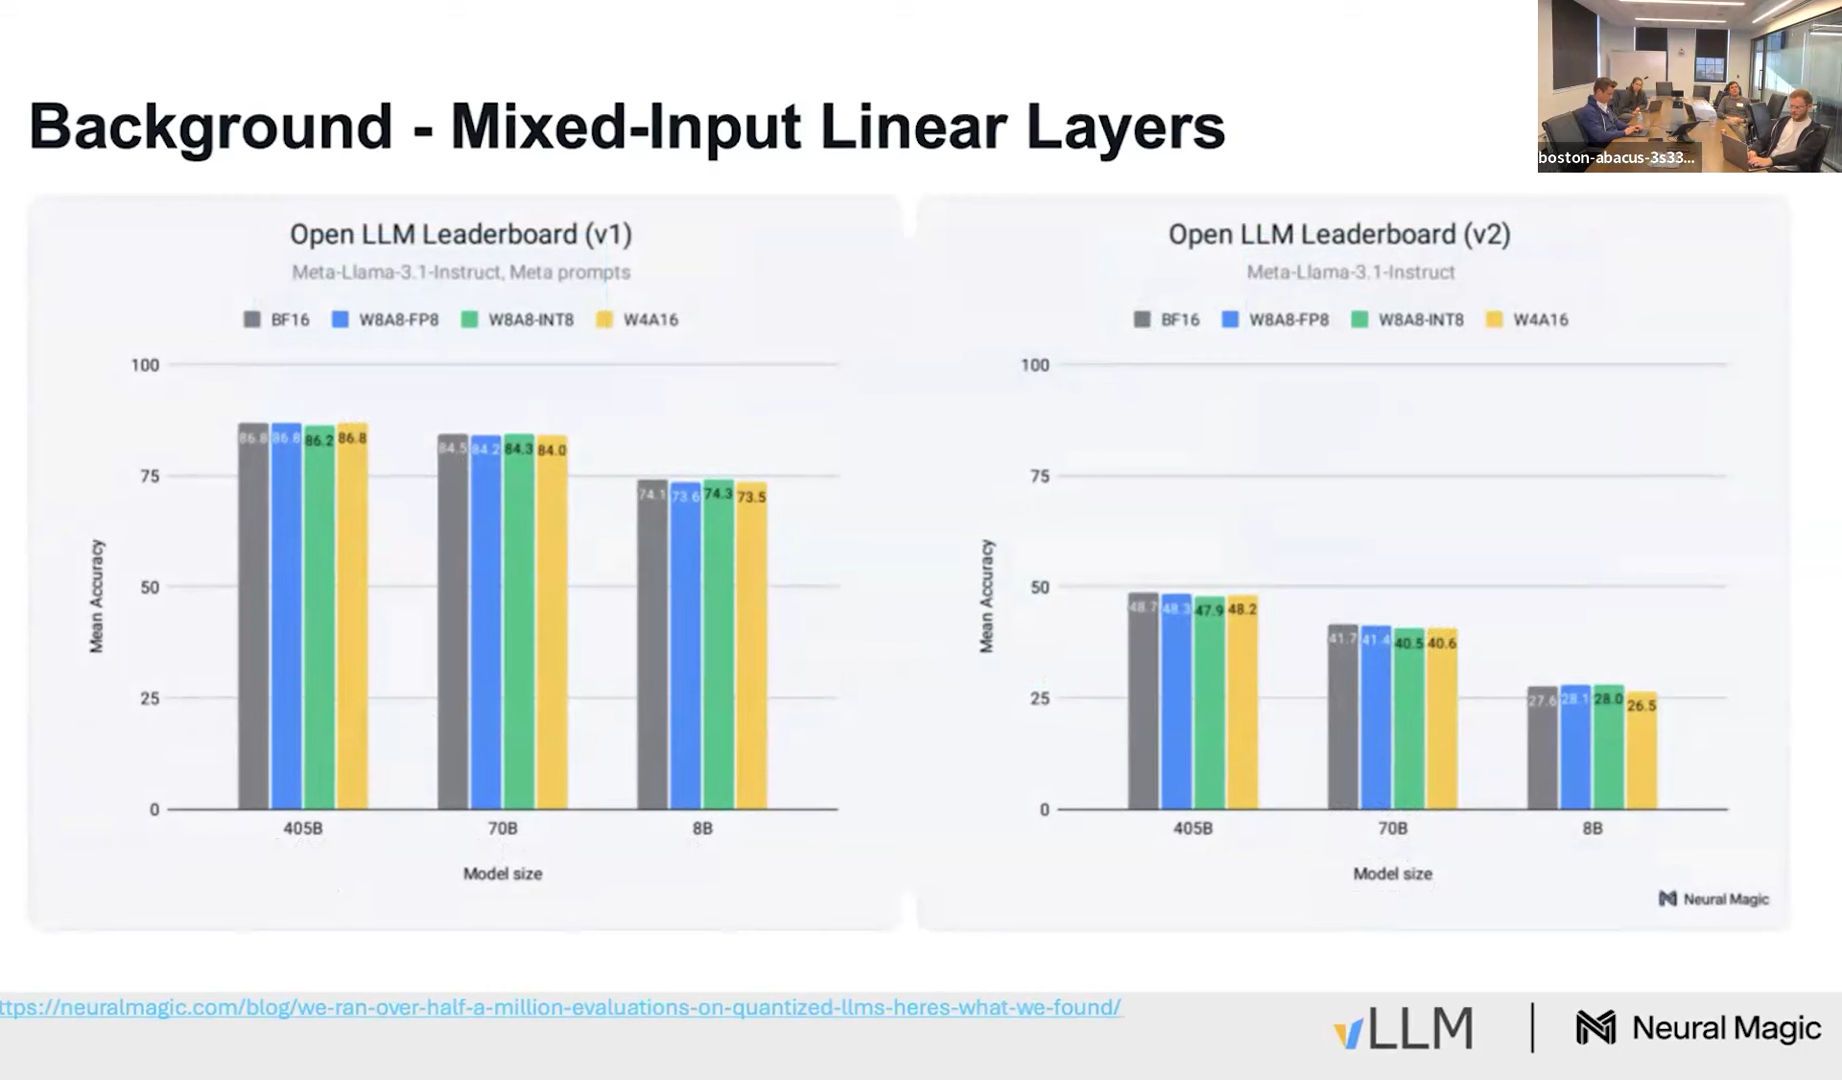 Background - Mixed-Input Linear Layers
boston-abacus-3s33...
Open LLM Leaderboard (v1)
Meta-Llama-3.1-Instruct, Meta prompts
BF16 W8A8-FP8 W8A8-INT8 W4A16
100
75
50
25
0
Mean Accuracy
86.8 86.8 86.2 86.8
84.5 84.2 84.3 84.0
74.1 73.6 74.3 73.5
405B 70B 8B
Model size
Open LLM Leaderboard (v2)
Meta-Llama-3.1-Instruct
BF16 W8A8-FP8 W8A8-INT8 W4A16
100
75
50
25
0
Mean Accuracy
48.7 48.3 47.9 48.2
41.7 41.4 40.5 40.6
27.6 28.1 28.0 26.5
405B 70B 8B
Model size
Neural Magic
ttps://neuralmagic.com/blog/we-ran-over-half-a-million-evaluations-on-quantized-llms-heres-what-we-found/
vLLM | Neural Magic